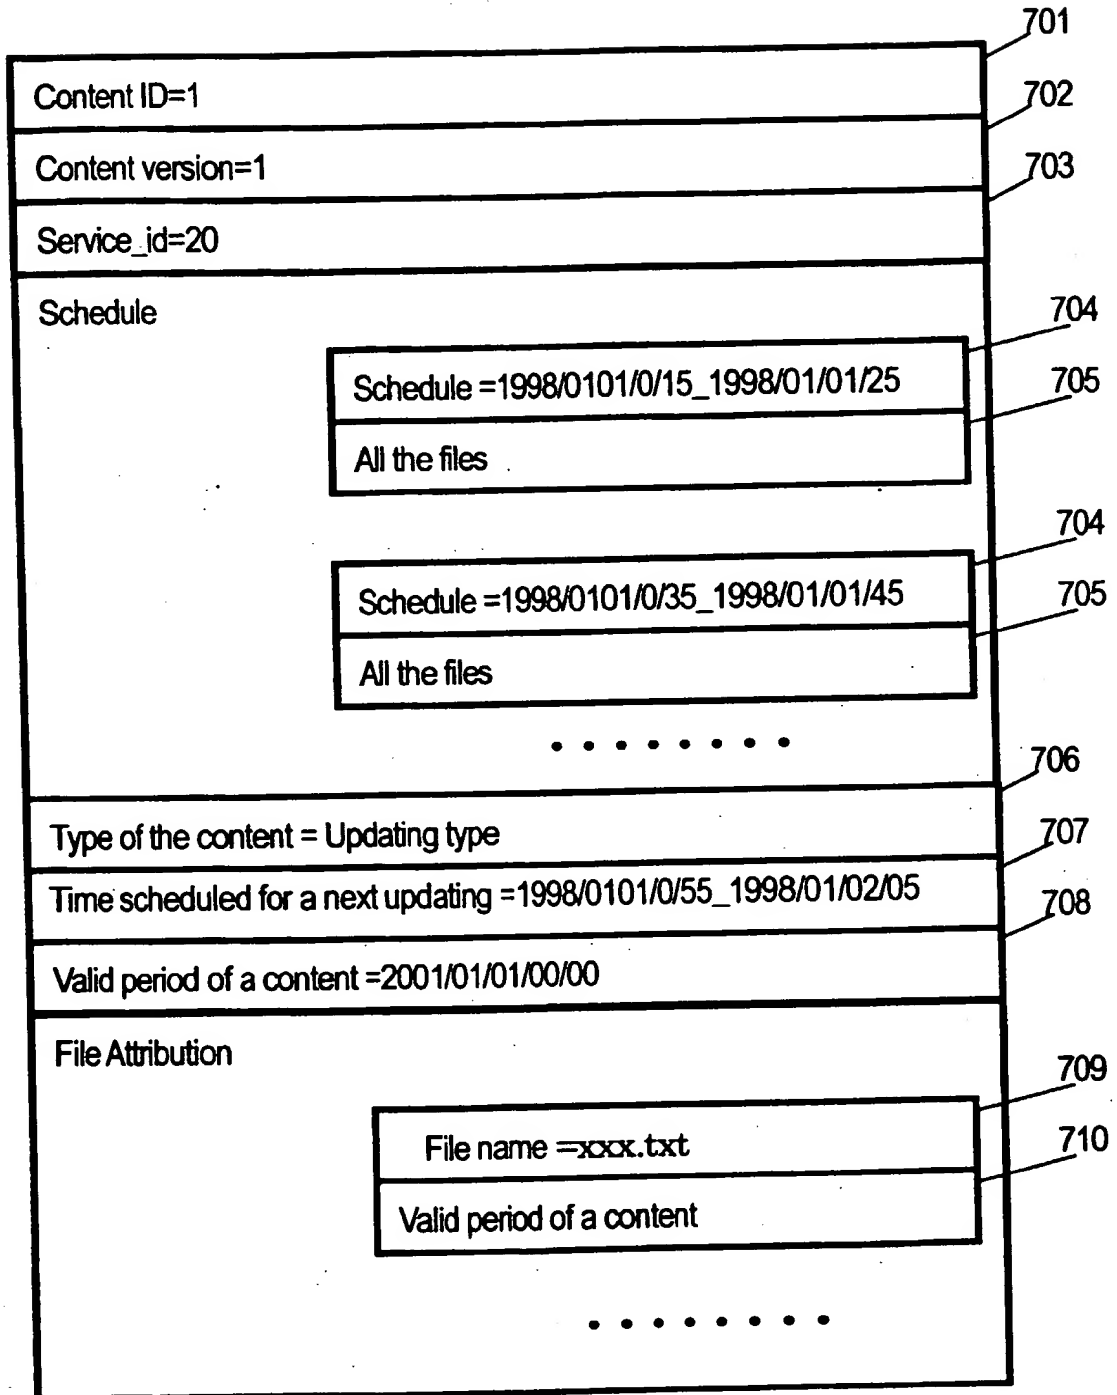 701
Content ID=1
702
Content version=1
703
Service_id=20
Schedule
704
Schedule =1998/0101/0/15_1998/01/01/25
705
All the files
704
Schedule =1998/0101/0/35_1998/01/01/45
705
All the files
706
Type of the content = Updating type
707
Time scheduled for a next updating =1998/0101/0/55_1998/01/02/05
708
Valid period of a content =2001/01/01/00/00
File Attribution
709
File name =xxx.txt
710
Valid period of a content